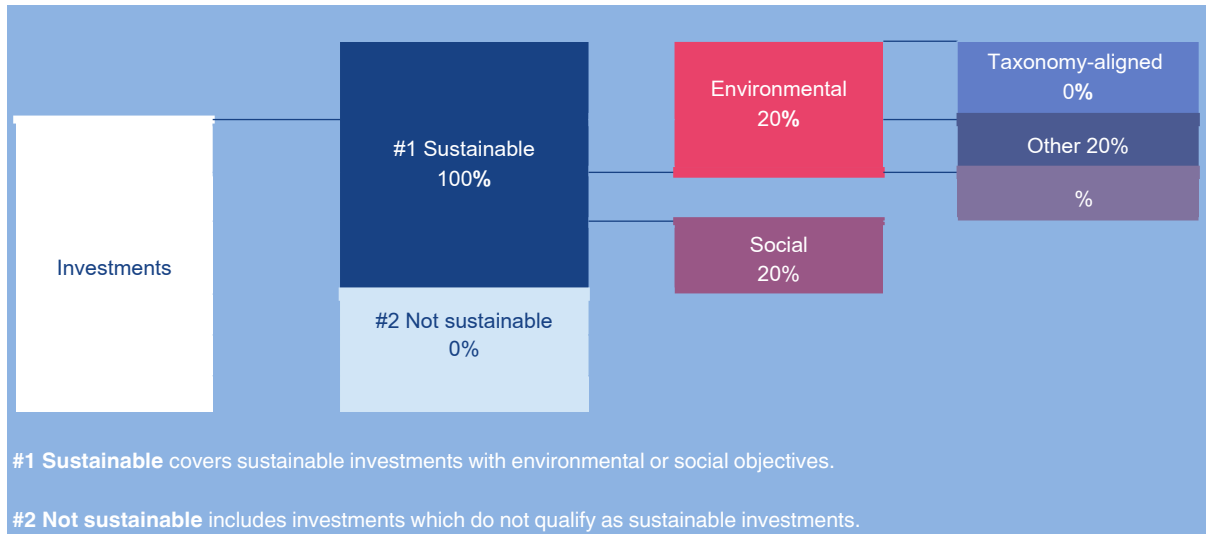 Investments
#1 Sustainable
100%
#2 Not sustainable
0%
Environmental
20%
Social
20%
Taxonomy-aligned
0%
Other 20%
%
#1 Sustainable covers sustainable investments with environmental or social objectives.
#2 Not sustainable includes investments which do not qualify as sustainable investments.